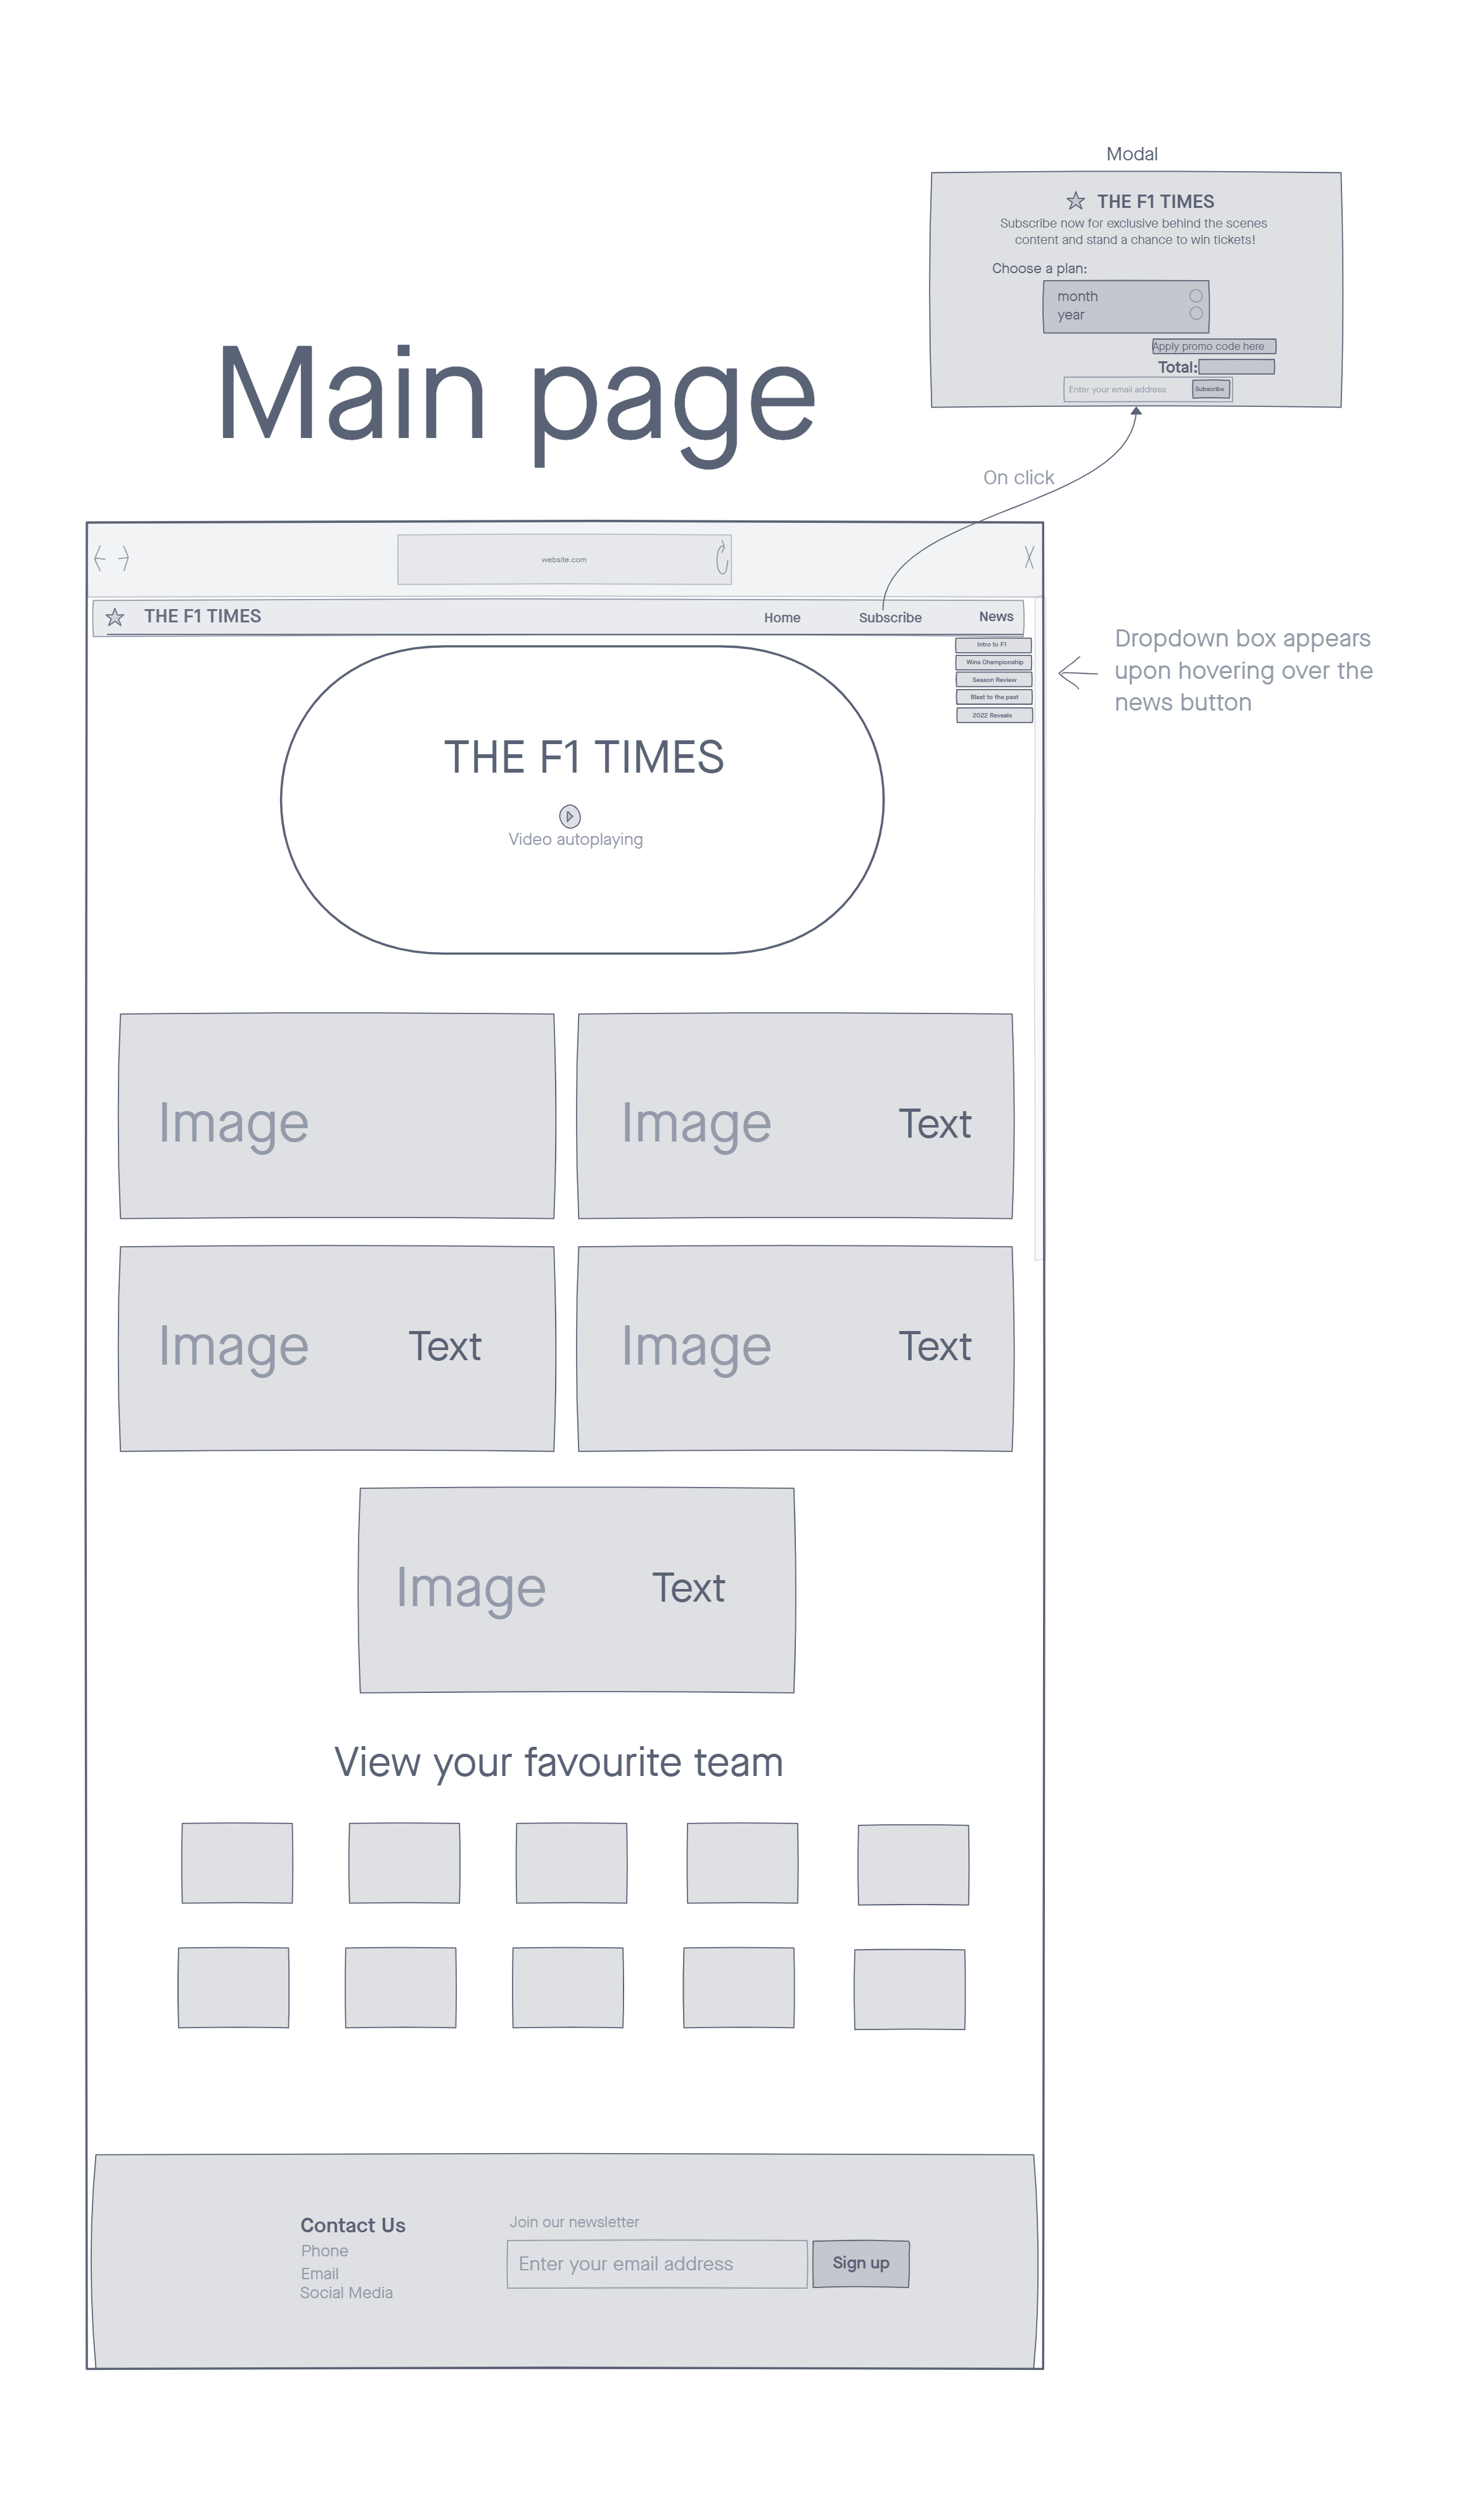 Modal
THE F1 TIMES
Subscribe now for exclusive behind the scenes
content and stand a chance to win tickets!
Choose a plan:
month
year
Apply promo code here
Total:
Enter your email address
Subscribe
Main page
On click
website.com
THE F1 TIMES
Home
Subscribe
News
Intro to F1
Wins Championship
Season Review
Blast to the past
2022 Reveals
Dropdown box appears
upon hovering over the
news button
THE F1 TIMES
Video autoplaying
Image
Image
Text
Image
Text
Image
Text
Image
Text
View your favourite team
Contact Us
Phone
Email
Social Media
Join our newsletter
Enter your email address
Sign up